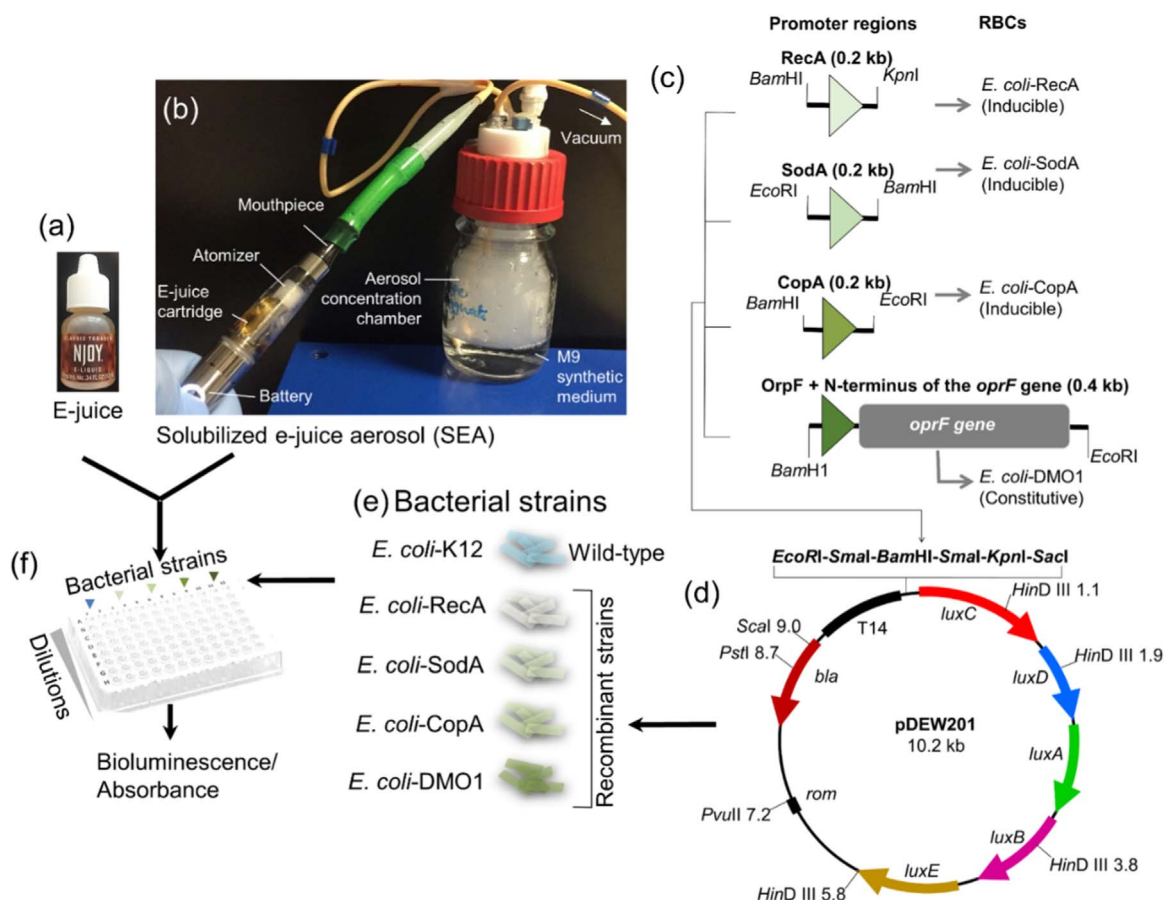 (a)
NJOY
E-LIQUID
E-juice
(b)
Vacuum
Mouthpiece
Atomizer
E-juice
cartridge
Aerosol
concentration
chamber
M9
synthetic
medium
Battery
Solubilized e-juice aerosol (SEA)
(c)
Promoter regions
RBCs
RecA (0.2 kb)
BamHI
KpnI
E. coli-RecA
(Inducible)
SodA (0.2 kb)
EcoRI
BamHI
E. coli-SodA
(Inducible)
CopA (0.2 kb)
BamHI
EcoRI
E. coli-CopA
(Inducible)
OrpF + N-terminus of the oprF gene (0.4 kb)
oprF gene
BamH1
EcoRI
E. coli-DMO1
(Constitutive)
EcoRI-SmaI-BamHI-SmaI-KpnI-SacI
(d)
HinD III 1.1
luxC
T14
ScaI 9.0
PstI 8.7
bla
HinD III 1.9
luxD
pDEW201
10.2 kb
luxA
rom
PvuII 7.2
luxB
HinD III 3.8
luxE
HinD III 5.8
(e) Bacterial strains
E. coli-K12
Wild-type
E. coli-RecA
E. coli-SodA
E. coli-CopA
E. coli-DMO1
Recombinant strains
(f)
Bacterial strains
Dilutions
Bioluminescence/
Absorbance